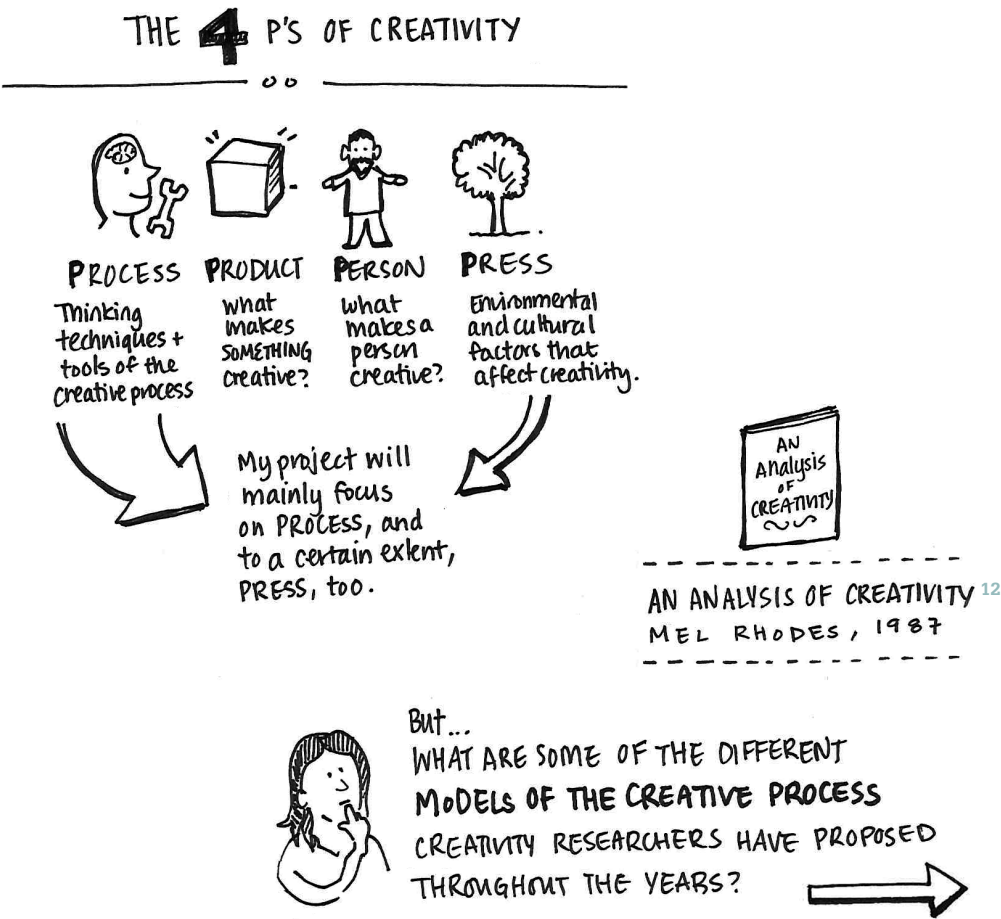 THE 4 P'S OF CREATIVITY
PROCESS
Thinking
techniques +
tools of the
creative process
PRODUCT
what
makes
SOMETHING
creative?
PERSON
what
makes a
person
creative?
PRESS
Environmental
and cultural
factors that
affect creativity.
My project will
mainly focus
on PROCESS, and
to a certain extent,
PRESS, too.
AN
Analysis
OF
CREATIVITY
AN ANALYSIS OF CREATIVITY 12
MEL RHODES, 1987
But...
WHAT ARE SOME OF THE DIFFERENT
MODELS OF THE CREATIVE PROCESS
CREATIVITY RESEARCHERS HAVE PROPOSED
THROUGHOUT THE YEARS?